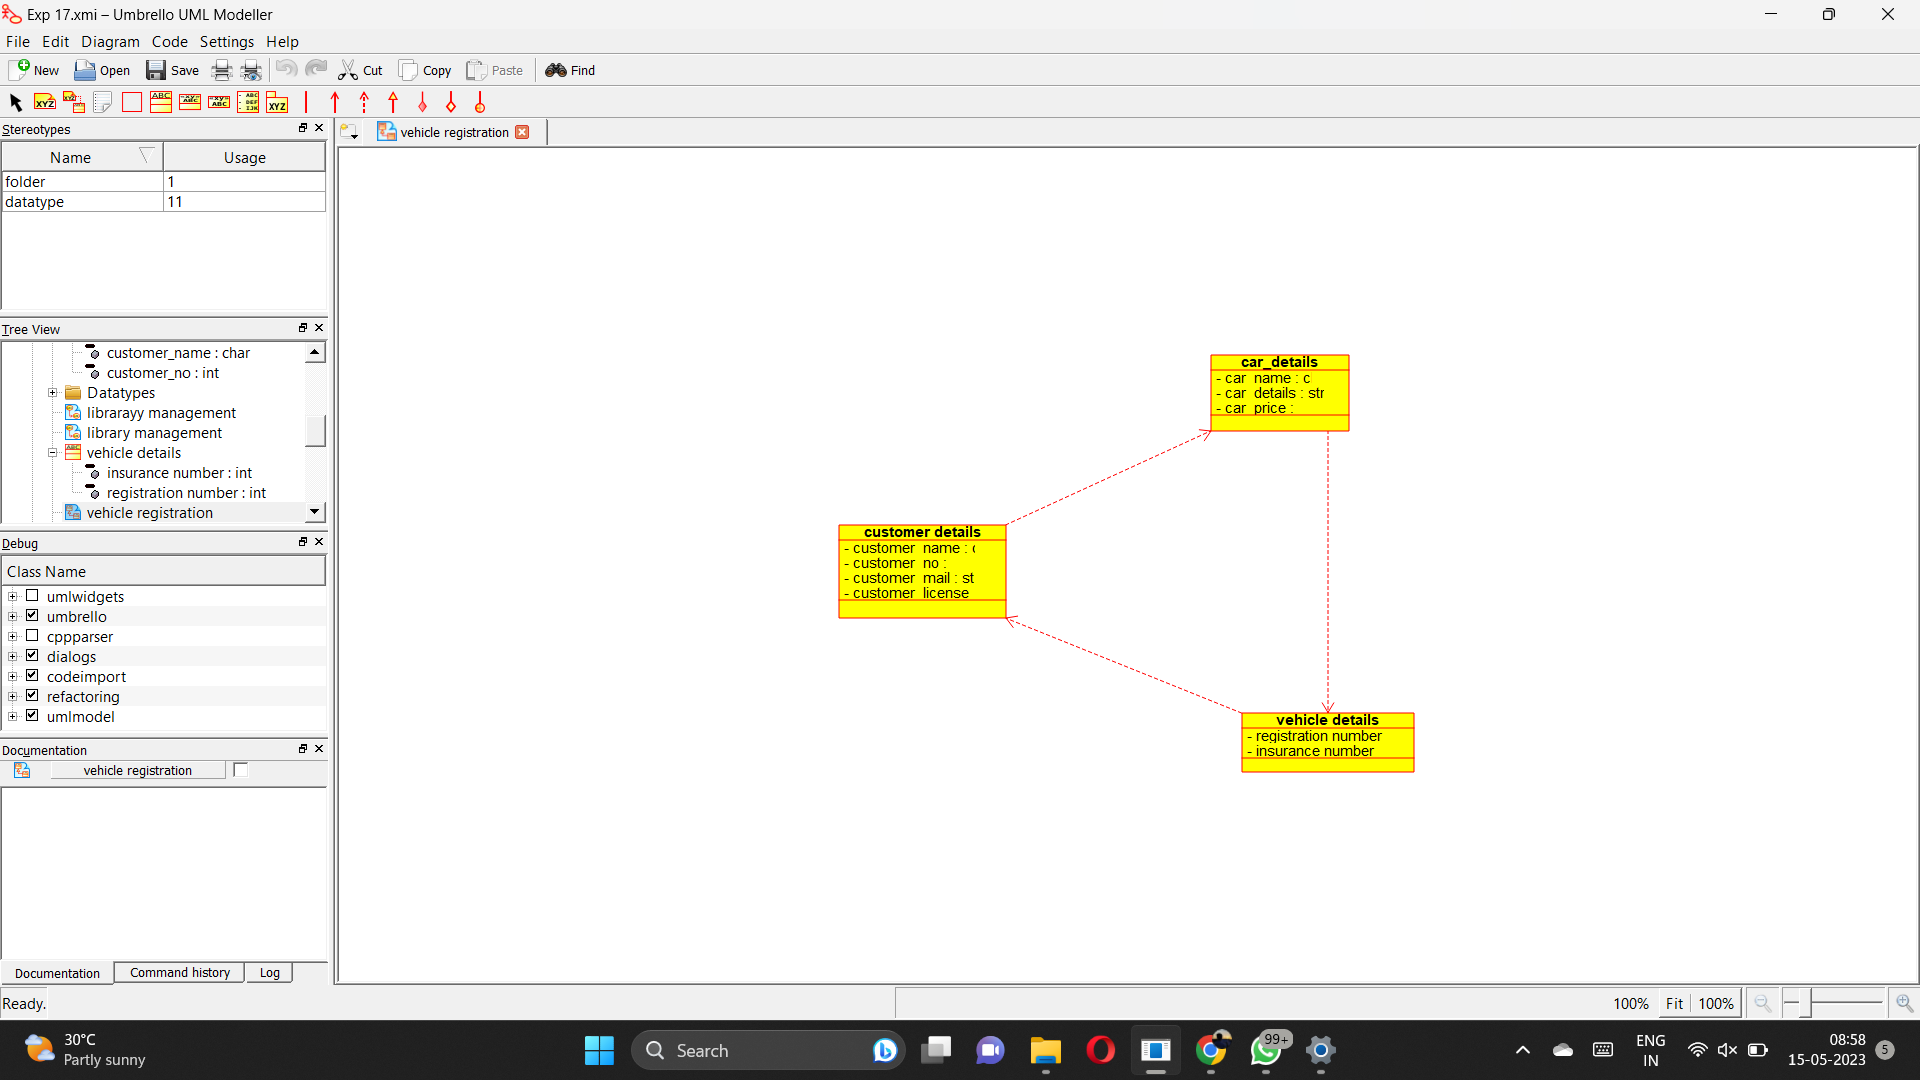 Exp 17.xmi – Umbrello UML Modeller
File Edit Diagram Code Settings Help
New Open Save Cut Copy Paste Find
Stereotypes
vehicle registration
Name Usage
folder 1
datatype 11
Tree View
customer_name : char
customer_no : int
Datatypes
librarayy management
library management
vehicle details
insurance number : int
registration number : int
vehicle registration
Debug
Class Name
umlwidgets
umbrello
cppparser
dialogs
codeimport
refactoring
umlmodel
Documentation
vehicle registration
Documentation Command history Log
car_details
- car_name : c
- car_details : str
- car_price :
customer details
- customer_name : c
- customer_no :
- customer_mail : st
- customer_license
vehicle details
- registration number
- insurance number
Ready.
100% Fit 100%
30°C
Partly sunny
Search
99+
ENG
IN
08:58
15-05-2023
5